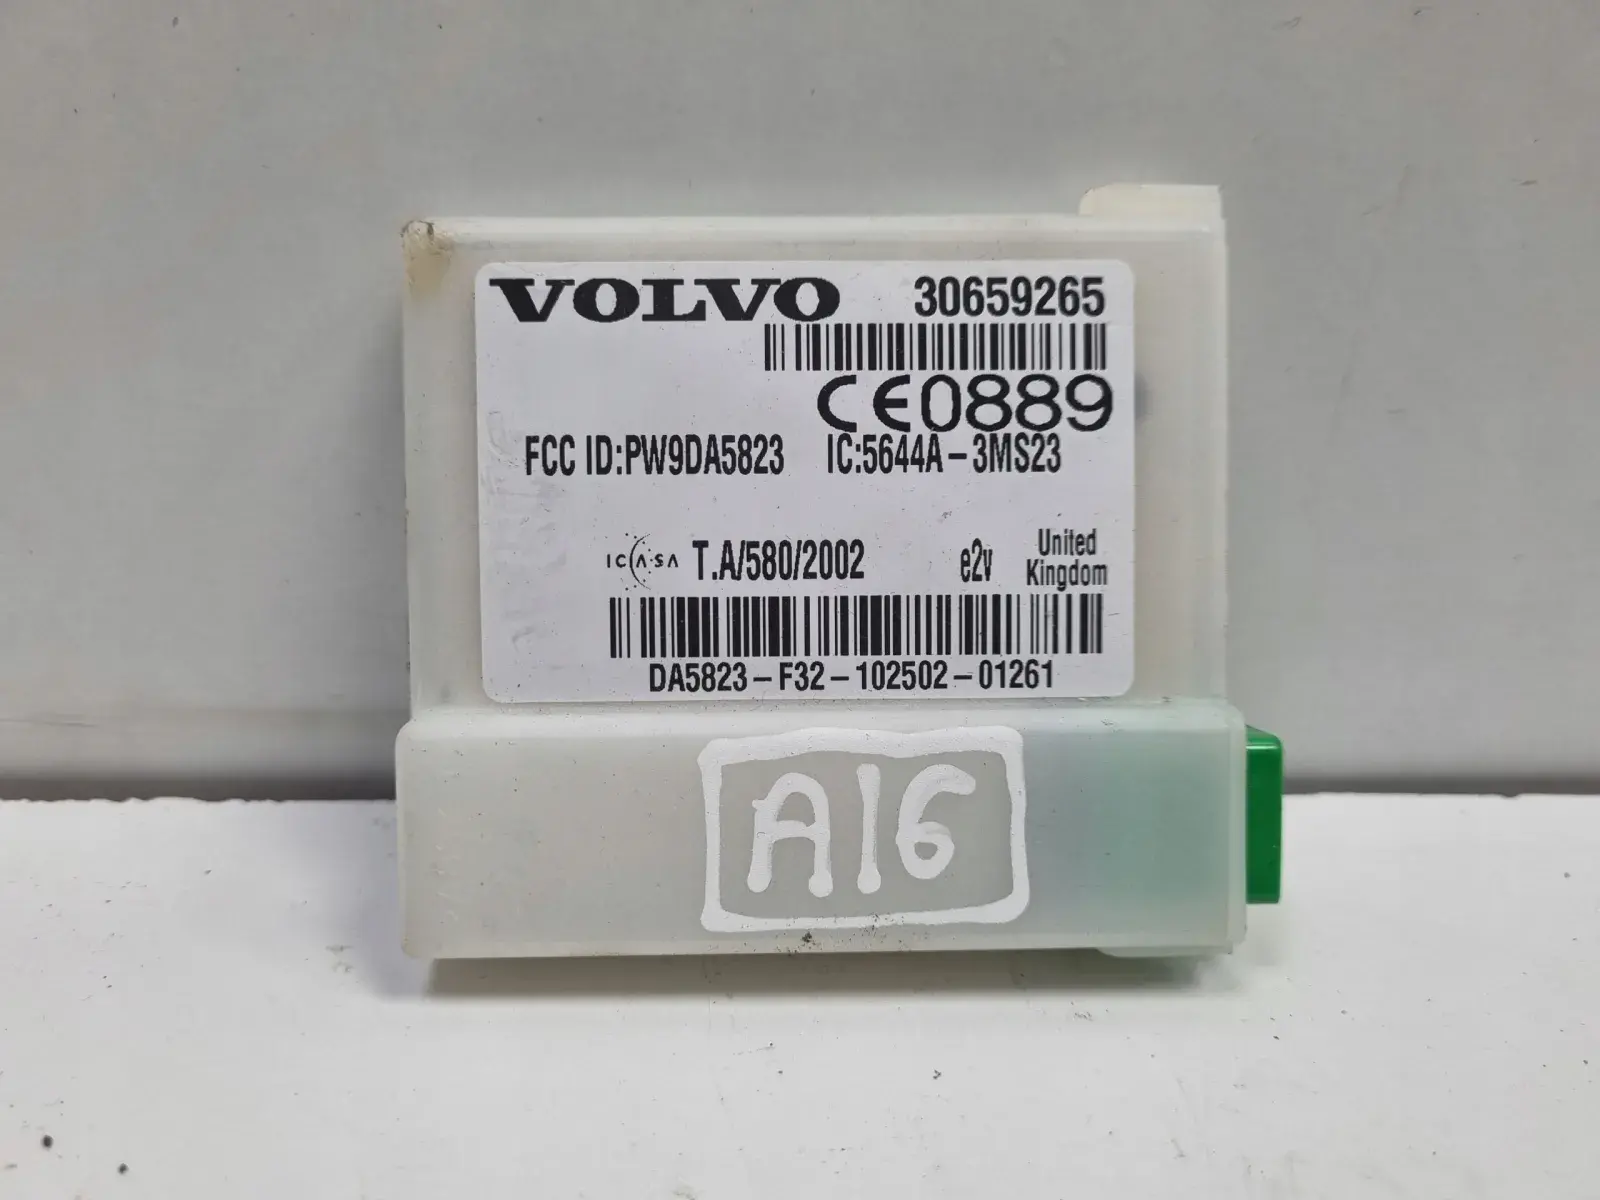 VOLVO 30659265
CE0889
FCC ID:PW9DA5823 IC:5644A-3MS23
ICASA T.A/580/2002 e2v United Kingdom
DA5823-F32-102502-01261
A16